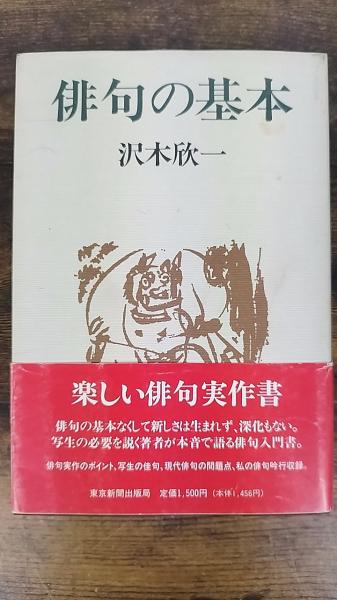 俳句の基本
沢木欣一
楽しい俳句実作書
俳句の基本なくして新しさは生まれず、深化もない。
写生の必要を説く著者が本音で語る俳句入門書。
俳句実作のポイント、写生の佳句、現代俳句の問題点、私の俳句吟行収録。
東京新聞出版局　定価1,500円(本体1,456円)